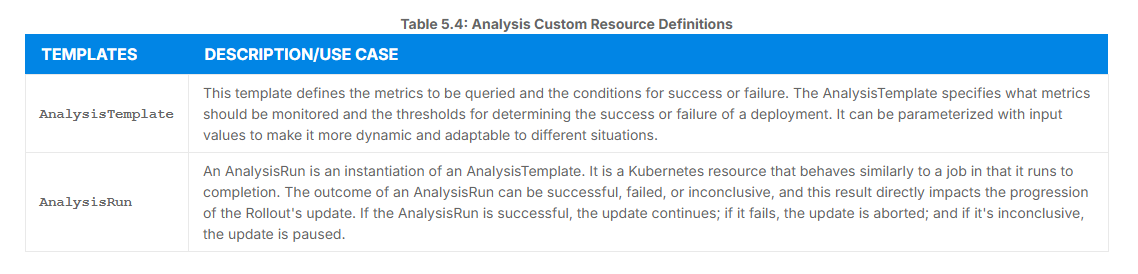 Table 5.4: Analysis Custom Resource Definitions
TEMPLATES
DESCRIPTION/USE CASE
AnalysisTemplate
This template defines the metrics to be queried and the conditions for success or failure. The AnalysisTemplate specifies what metrics
should be monitored and the thresholds for determining the success or failure of a deployment. It can be parameterized with input
values to make it more dynamic and adaptable to different situations.
AnalysisRun
An AnalysisRun is an instantiation of an AnalysisTemplate. It is a Kubernetes resource that behaves similarly to a job in that it runs to
completion. The outcome of an AnalysisRun can be successful, failed, or inconclusive, and this result directly impacts the progression
of the Rollout's update. If the AnalysisRun is successful, the update continues; if it fails, the update is aborted; and if it's inconclusive,
the update is paused.